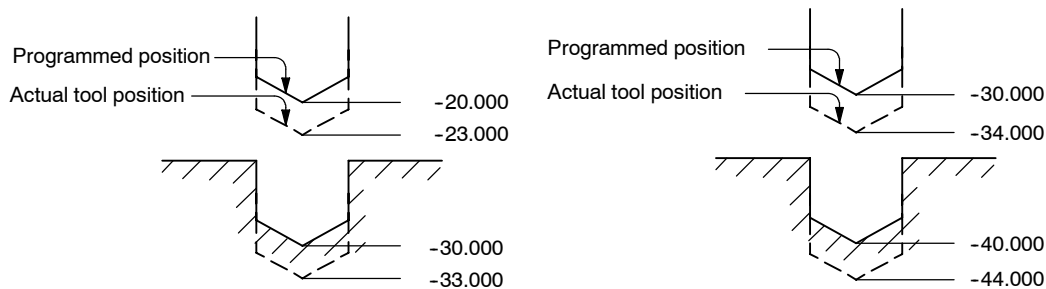 Programmed position
Actual tool position
-20.000
-23.000
-30.000
-33.000
Programmed position
Actual tool position
-30.000
-34.000
-40.000
-44.000